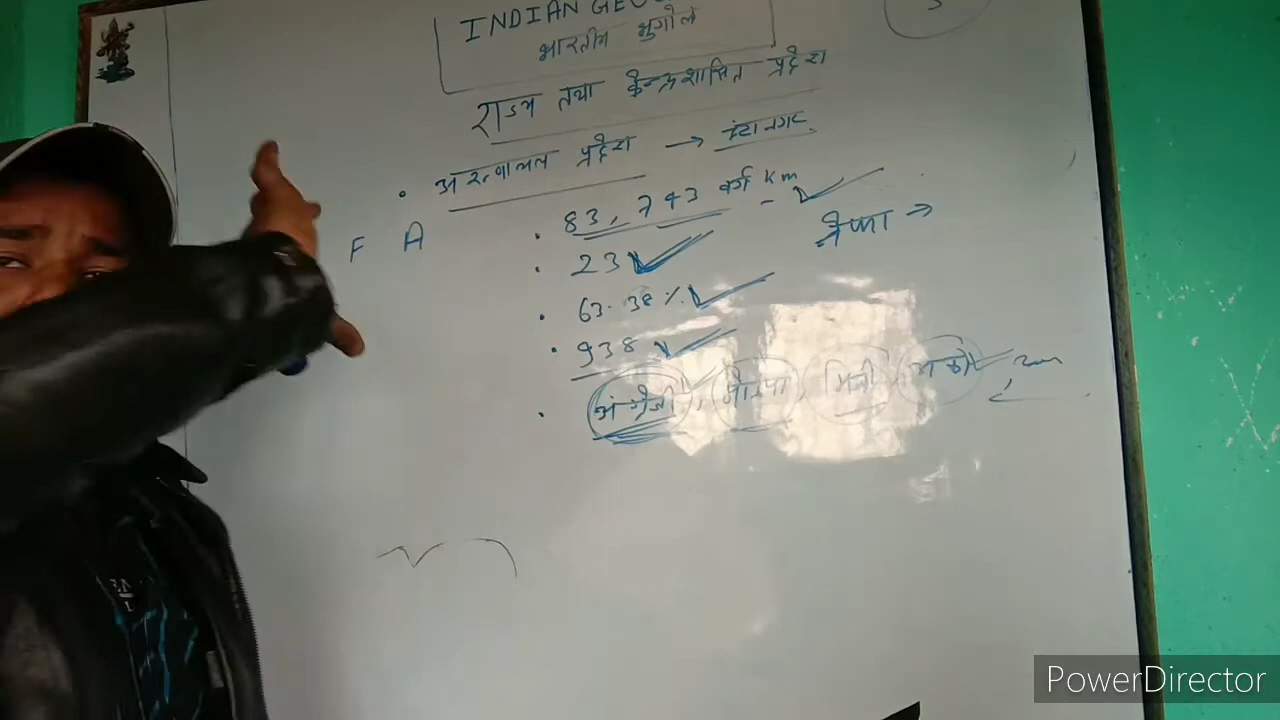 INDIAN GEO
भारतीय भुगोल
राज्य तथा केन्द्रशासित प्रदेश
अरुणाचल प्रदेश → ईटानगर
83,743 वर्ग km
नेफा →
F A
23
63.38 %
938
अंग्रेजी, मोनपा, मिजी
PowerDirector